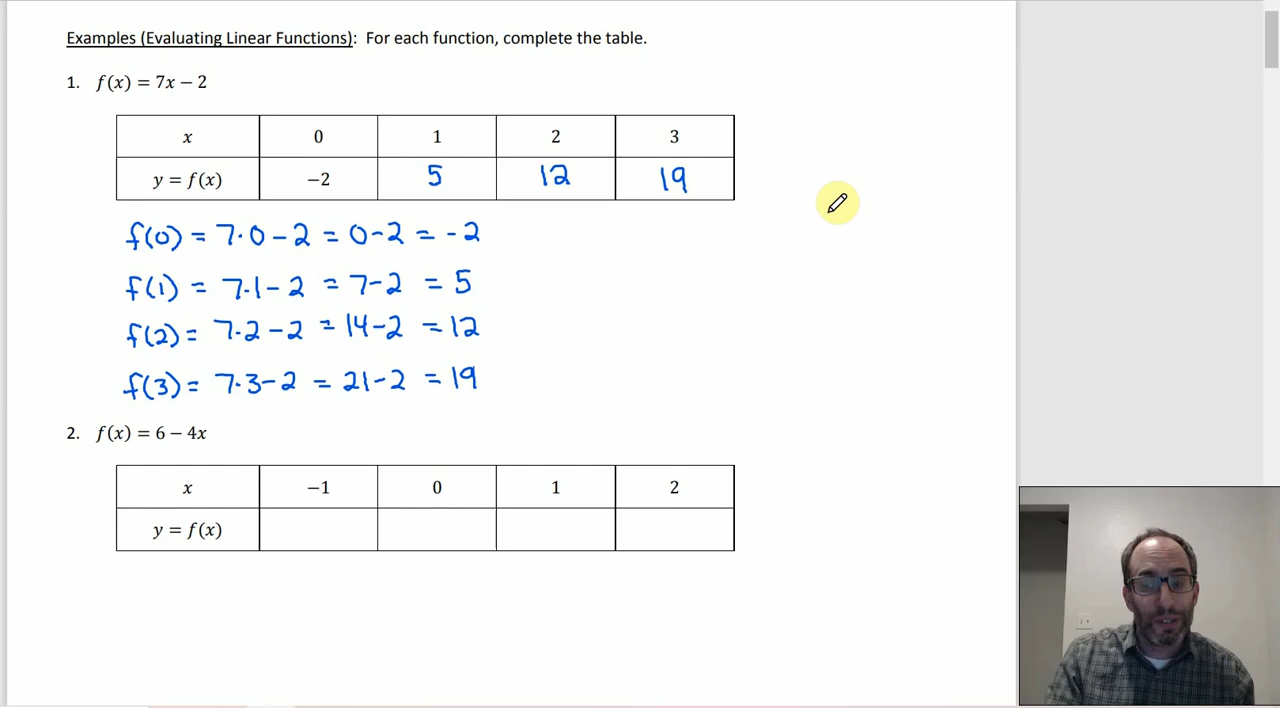 Examples (Evaluating Linear Functions): For each function, complete the table.
1. f(x) = 7x − 2
x 0 1 2 3
y = f(x) −2 5 12 19
f(0) = 7·0 − 2 = 0 − 2 = -2
f(1) = 7·1 − 2 = 7 − 2 = 5
f(2) = 7·2 − 2 = 14 − 2 = 12
f(3) = 7·3 − 2 = 21 − 2 = 19
2. f(x) = 6 − 4x
x −1 0 1 2
y = f(x)